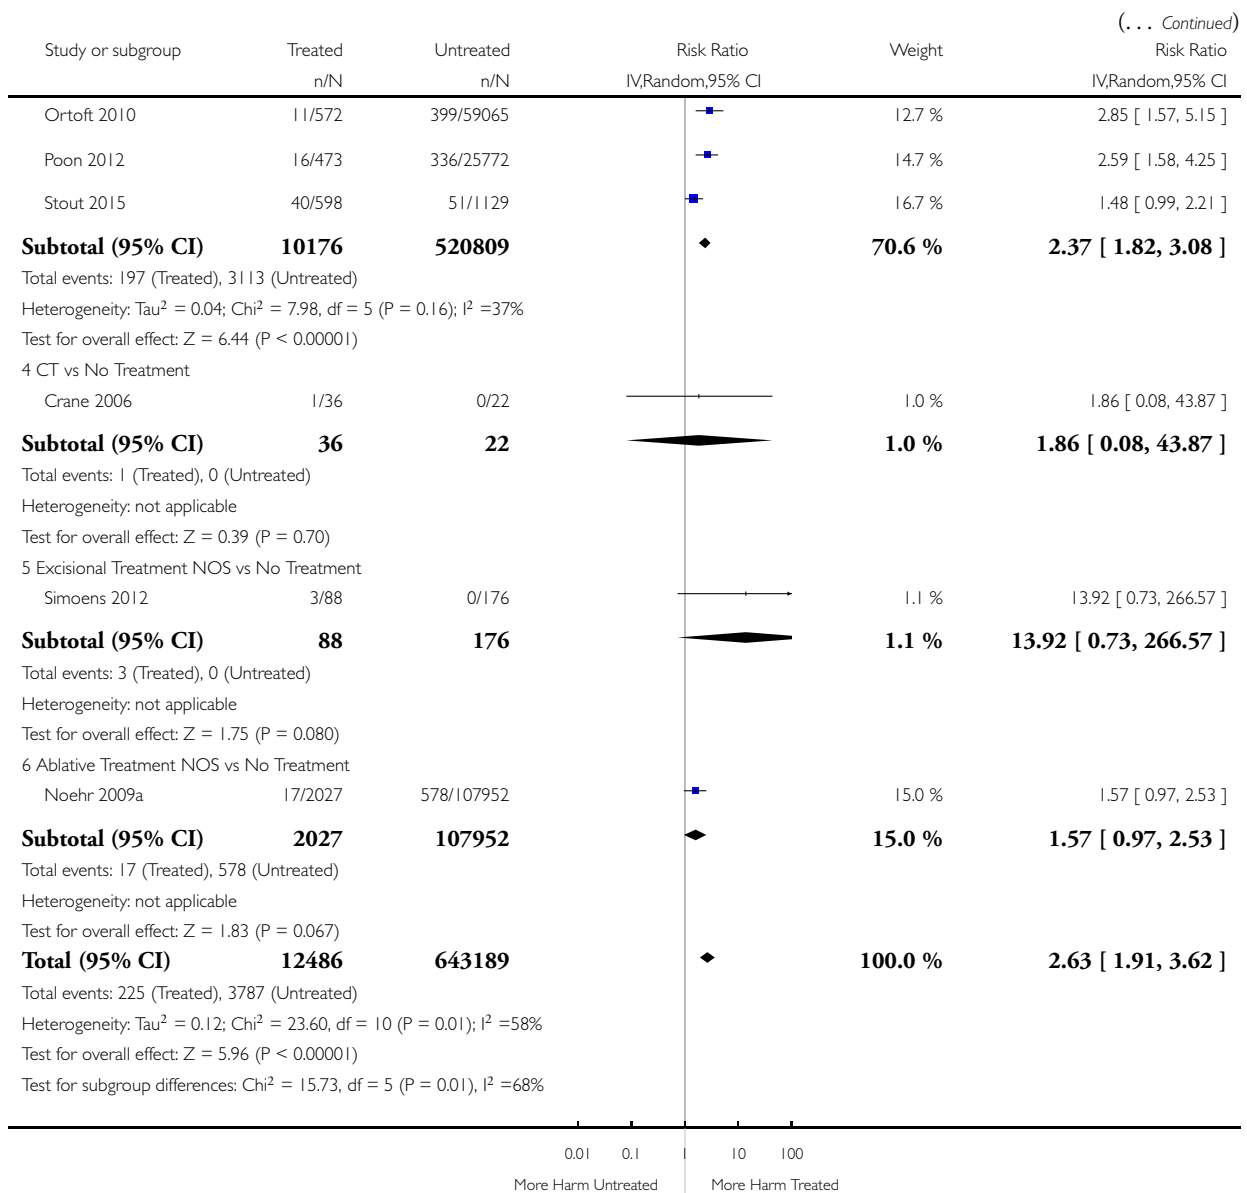 (... Continued)
Study or subgroup Treated Untreated Risk Ratio Weight Risk Ratio
n/N n/N IV,Random,95% CI IV,Random,95% CI
Ortoft 2010 11/572 399/59065 12.7 % 2.85 [ 1.57, 5.15 ]
Poon 2012 16/473 336/25772 14.7 % 2.59 [ 1.58, 4.25 ]
Stout 2015 40/598 51/1129 16.7 % 1.48 [ 0.99, 2.21 ]
Subtotal (95% CI) 10176 520809 70.6 % 2.37 [ 1.82, 3.08 ]
Total events: 197 (Treated), 3113 (Untreated)
Heterogeneity: Tau² = 0.04; Chi² = 7.98, df = 5 (P = 0.16); I² =37%
Test for overall effect: Z = 6.44 (P < 0.00001)
4 CT vs No Treatment
Crane 2006 1/36 0/22 1.0 % 1.86 [ 0.08, 43.87 ]
Subtotal (95% CI) 36 22 1.0 % 1.86 [ 0.08, 43.87 ]
Total events: 1 (Treated), 0 (Untreated)
Heterogeneity: not applicable
Test for overall effect: Z = 0.39 (P = 0.70)
5 Excisional Treatment NOS vs No Treatment
Simoens 2012 3/88 0/176 1.1 % 13.92 [ 0.73, 266.57 ]
Subtotal (95% CI) 88 176 1.1 % 13.92 [ 0.73, 266.57 ]
Total events: 3 (Treated), 0 (Untreated)
Heterogeneity: not applicable
Test for overall effect: Z = 1.75 (P = 0.080)
6 Ablative Treatment NOS vs No Treatment
Noehr 2009a 17/2027 578/107952 15.0 % 1.57 [ 0.97, 2.53 ]
Subtotal (95% CI) 2027 107952 15.0 % 1.57 [ 0.97, 2.53 ]
Total events: 17 (Treated), 578 (Untreated)
Heterogeneity: not applicable
Test for overall effect: Z = 1.83 (P = 0.067)
Total (95% CI) 12486 643189 100.0 % 2.63 [ 1.91, 3.62 ]
Total events: 225 (Treated), 3787 (Untreated)
Heterogeneity: Tau² = 0.12; Chi² = 23.60, df = 10 (P = 0.01); I² =58%
Test for overall effect: Z = 5.96 (P < 0.00001)
Test for subgroup differences: Chi² = 15.73, df = 5 (P = 0.01), I² =68%
0.01 0.1 1 10 100
More Harm Untreated More Harm Treated